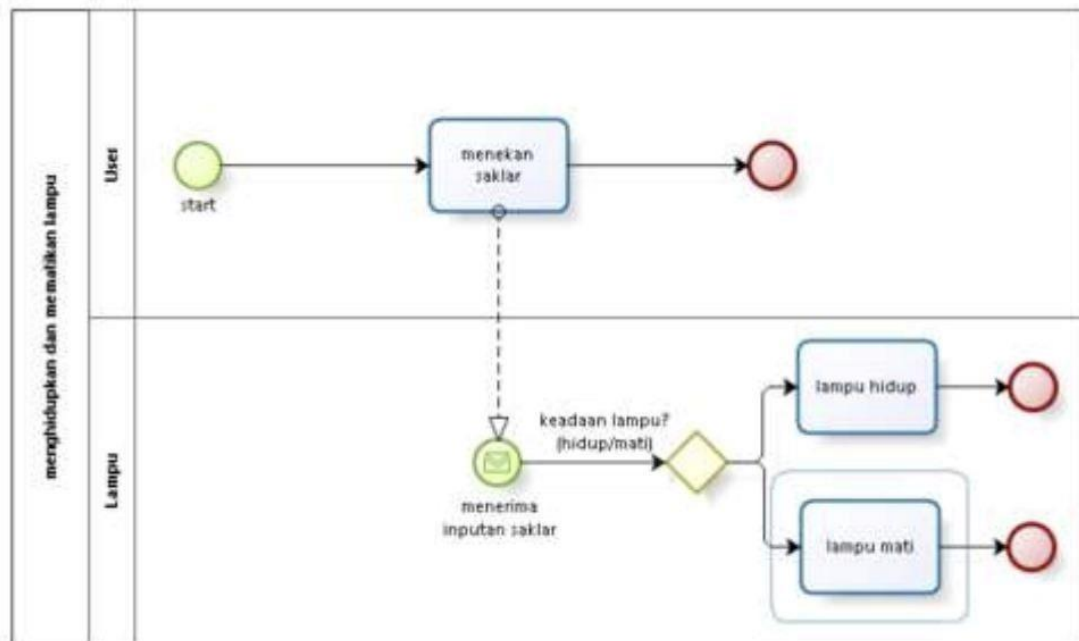 menghidupkan dan mematikan lampu
User
start
menekan
saklar
Lampu
menerima
inputan saklar
keadaan lampu?
(hidup/mati)
lampu hidup
lampu mati